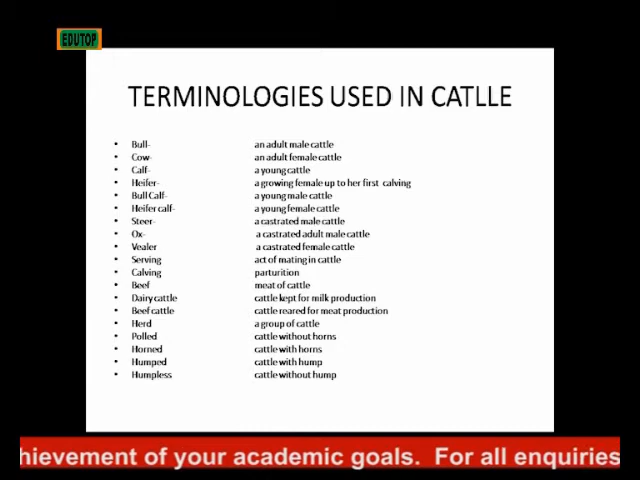 EDUTOP
TERMINOLOGIES USED IN CATLLE
• Bull- an adult male cattle
• Cow- an adult female cattle
• Calf- a young cattle
• Heifer- a growing female up to her first calving
• Bull Calf- a young male cattle
• Heifer calf- a young female cattle
• Steer- a castrated male cattle
• Ox- a castrated adult male cattle
• Vealer a castrated female cattle
• Serving act of mating in cattle
• Calving parturition
• Beef meat of cattle
• Dairy cattle cattle kept for milk production
• Beef cattle cattle reared for meat production
• Herd a group of cattle
• Polled cattle without horns
• Horned cattle with horns
• Humped cattle with hump
• Humpless cattle without hump
hievement of your academic goals. For all enquiries